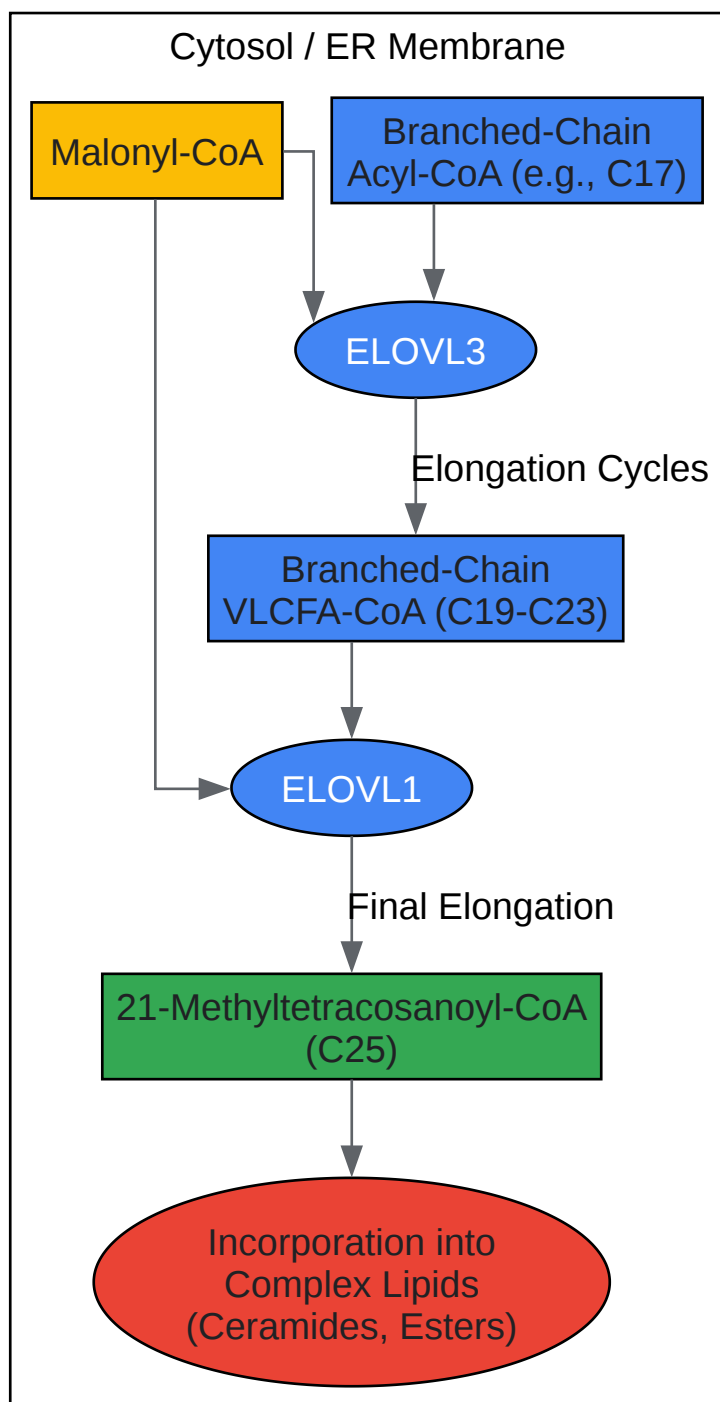 Cytosol / ER Membrane
Malonyl-CoA
Branched-Chain
Acyl-CoA (e.g., C17)
ELOVL3
Elongation Cycles
Branched-Chain
VLCFA-CoA (C19-C23)
ELOVL1
Final Elongation
21-Methyltetracosanoyl-CoA
(C25)
Incorporation into
Complex Lipids
(Ceramides, Esters)